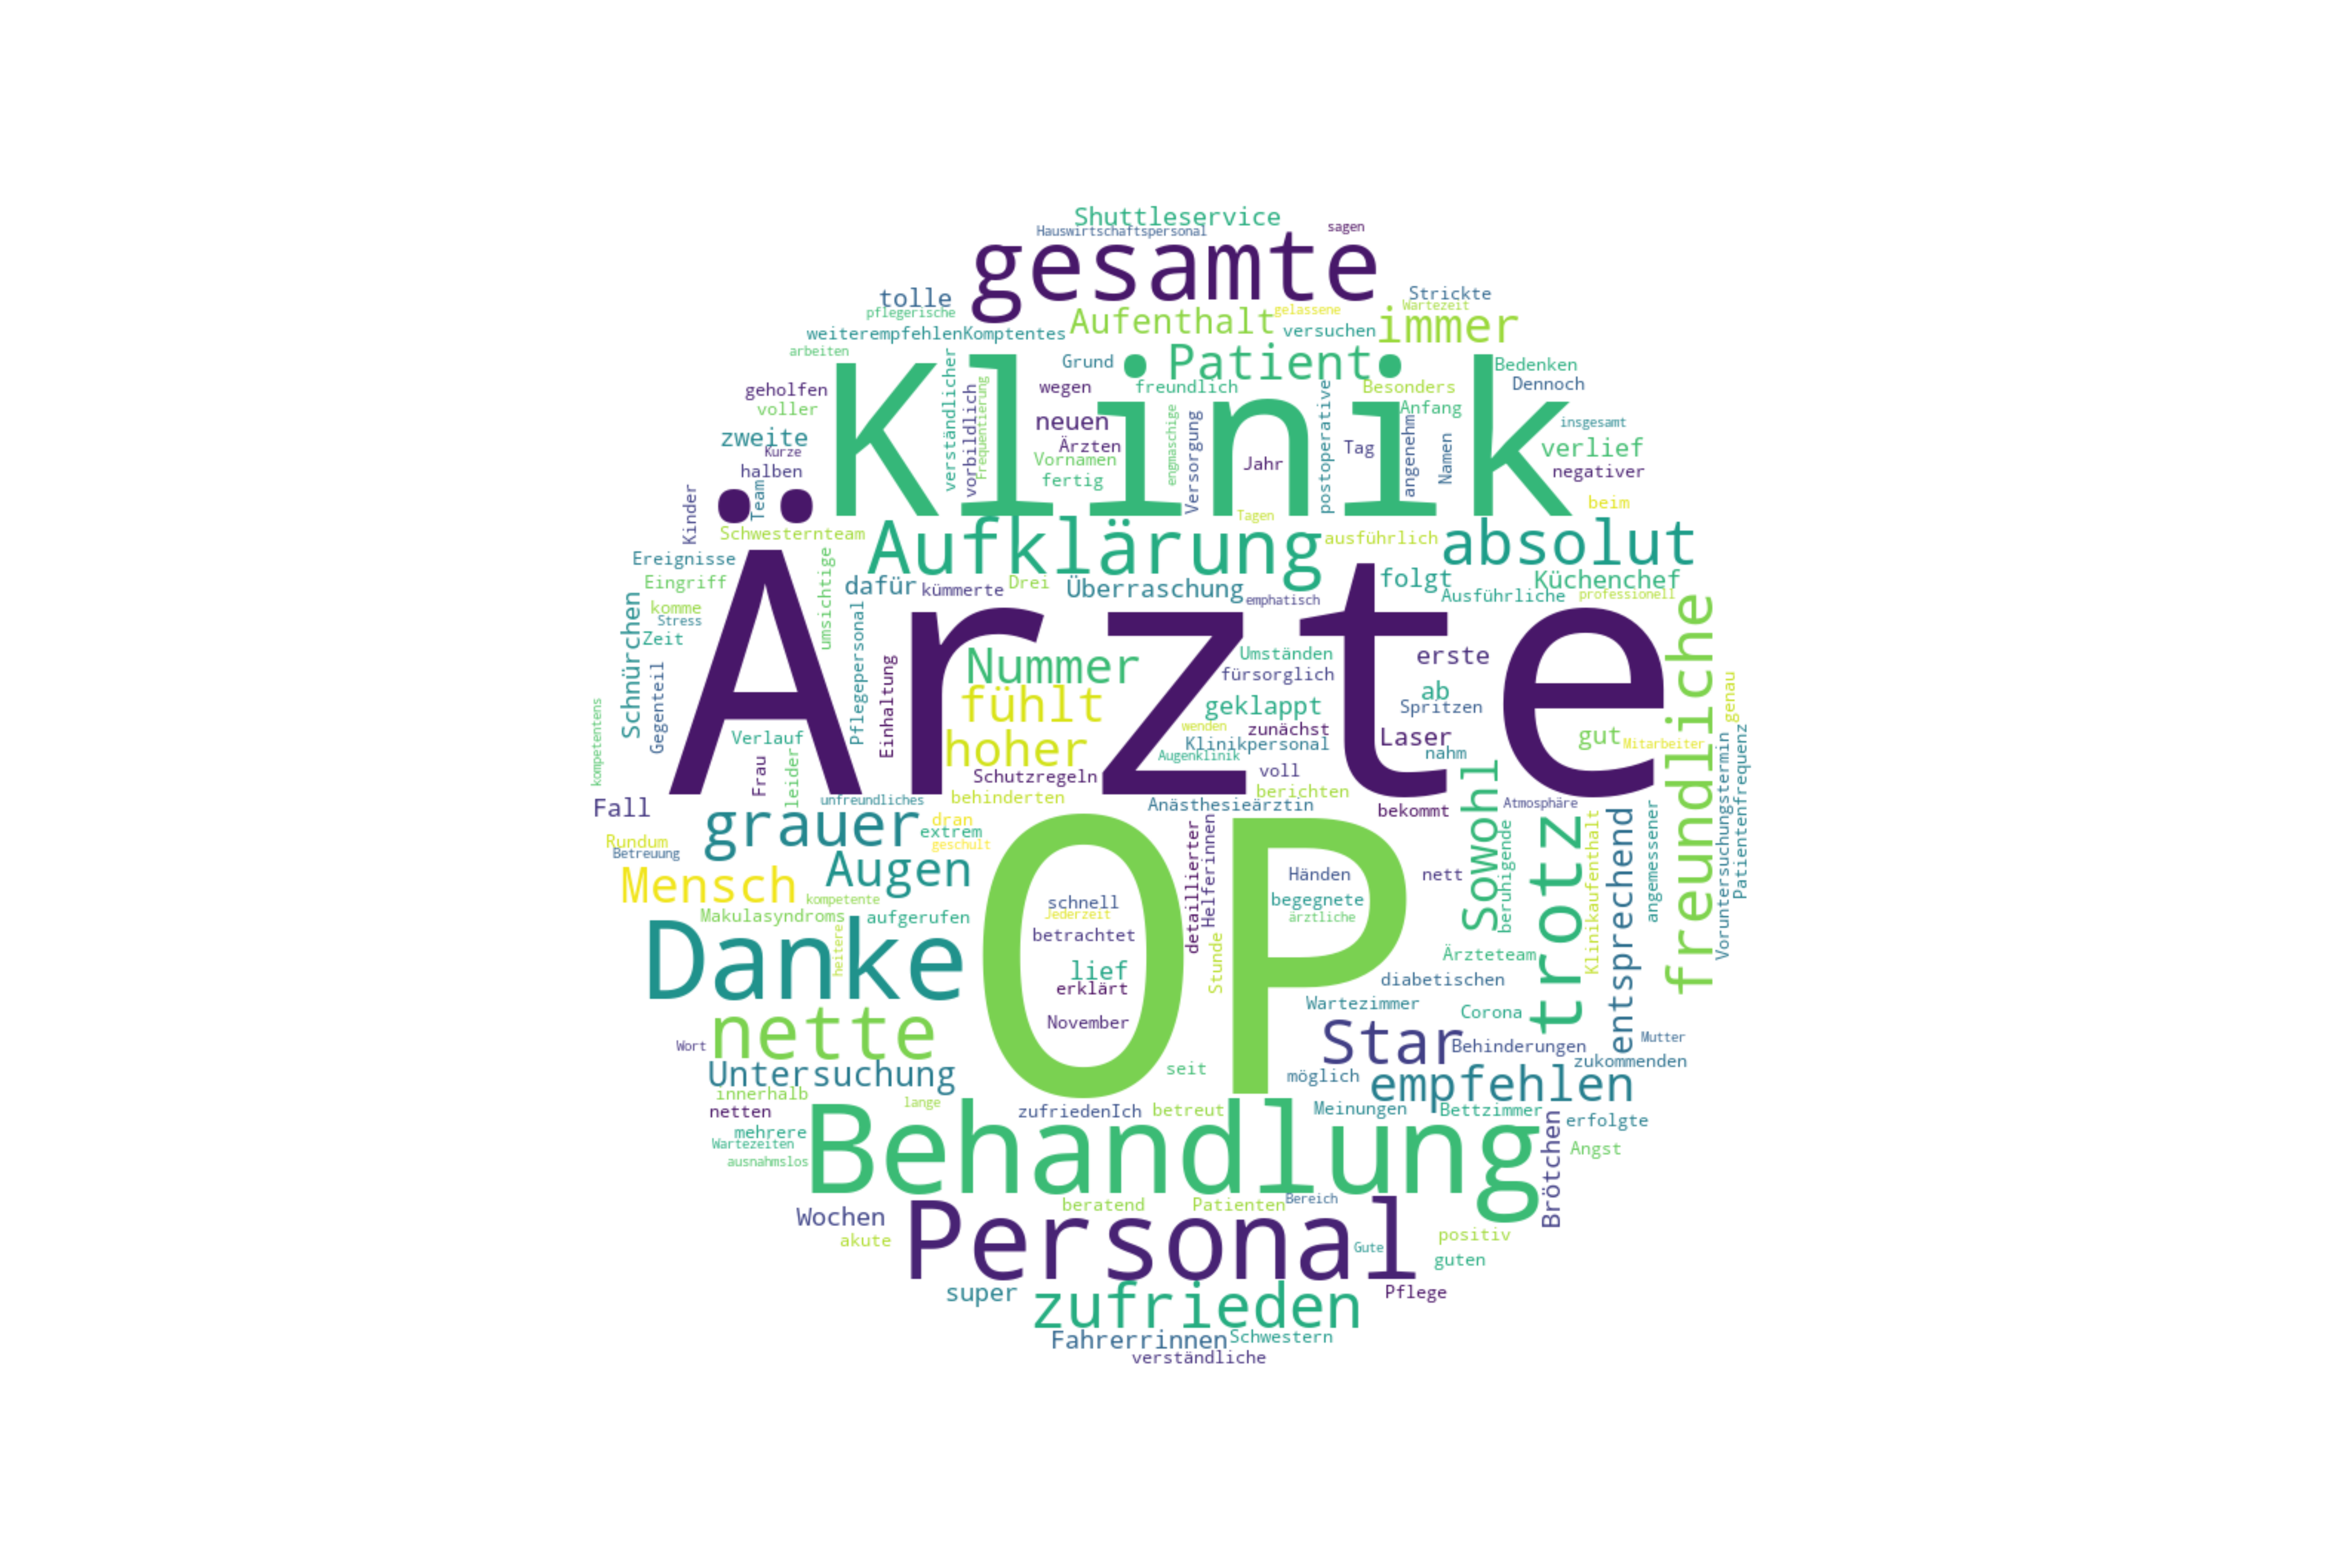 Shuttleservice
Hauswirtschaftspersonal
sagen
gesamte
tolle
Strickte
pflegerische
gelassene
Wartezeit
weiterempfehlenKomptentes
Aufenthalt
versuchen
immer
arbeiten
Grund
Patient
Bedenken
geholfen
wegen
freundlich
Besonders
Dennoch
voller
Klinik
verständlicher
vorbildlich
Frequentierung
neuen
engmaschige
Versorgung
postoperative
Anfang
angenehm
insgesamt
zweite
Kurze
Ärzten
Tag
Namen
verlief
halben
Vornamen
Jahr
negativer
fertig
Kinder
Team
Tagen
beim
Schwesternteam
Aufklärung
ausführlich
absolut
Ereignisse
Eingriff
umsichtige
dafür
kümmerte
Drei
Überraschung
emphatisch
folgt
Küchenchef
Ausführliche
professionell
komme
Stress
Zeit
Schnürchen
Gegenteil
Ärzte
Pflegepersonal
Einhaltung
Nummer
Umständen
erste
fürsorglich
freundliche
genau
fühlt
geklappt
ab
Spritzen
kompetentens
Verlauf
hoher
wenden
zunächst
Klinikpersonal
Laser
gut
Mitarbeiter
Augenklinik
nahm
Frau
leider
Schutzregeln
voll
Voruntersuchungstermin
Patientenfrequenz
Fall
unfreundliches
behinderten
berichten
Anästhesieärztin
bekommt
Atmosphäre
grauer
dran
extrem
geschult
Sowohl
trotz
entsprechend
angemessener
Rundum
Betreuung
Augen
OP
detaillierter
Helferinnen
beruhigende
Klinikaufenthalt
Mensch
kompetente
Händen
nett
schnell
begegnete
Makulasyndroms
aufgerufen
Jederzeit
ärztliche
Danke
heitere
betrachtet
Stunde
Ärzteteam
lief
diabetischen
erklärt
Wartezimmer
Corona
nette
November
Star
Wort
Behinderungen
Mutter
Untersuchung
seit
möglich
zukommenden
empfehlen
innerhalb
netten
lange
zufriedenIch
betreut
Meinungen
Bettzimmer
erfolgte
mehrere
Wartezeiten
ausnahmslos
Behandlung
Brötchen
Angst
beratend
Patienten
Bereich
Wochen
akute
Personal
Gute
positiv
guten
super
zufrieden
Pflege
Fahrerrinnen
Schwestern
verständliche